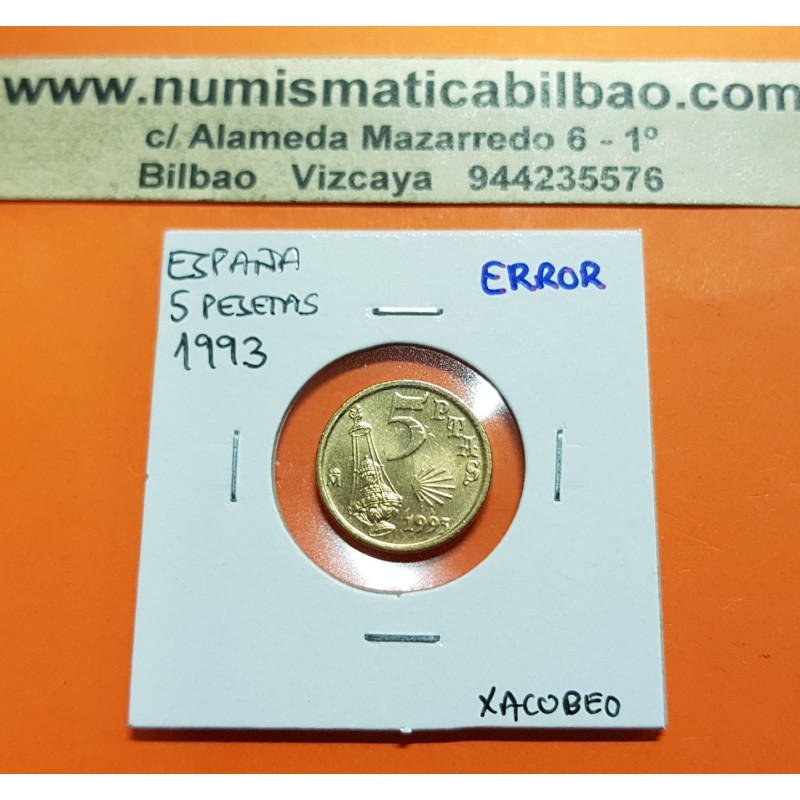 www.numismaticabilbao.com
c/ Alameda Mazarredo 6 - 1º
Bilbao Vizcaya 944235576
ESPAÑA
5 PESETAS
1993
ERROR
5 PTAS
M
1993
XACOBEO